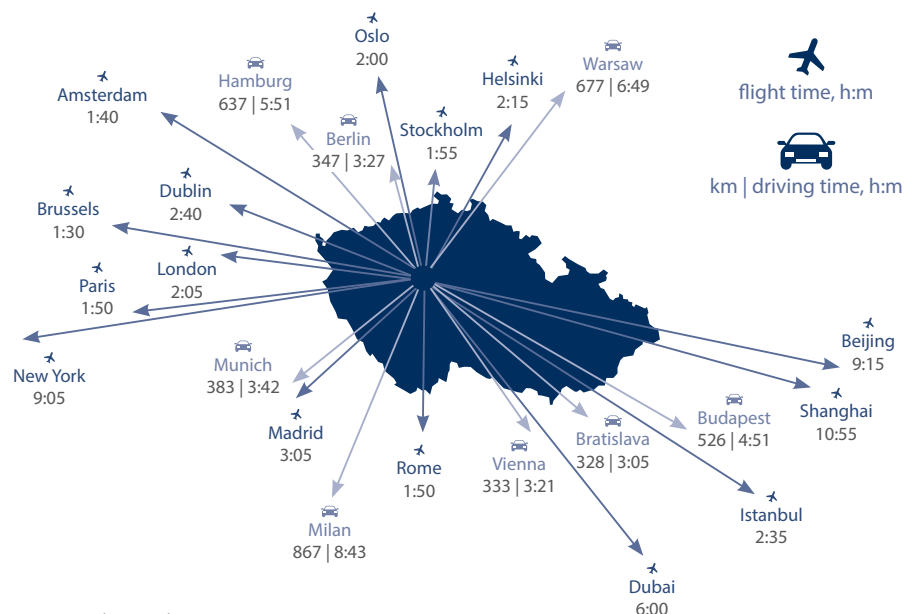 Oslo
2:00
Helsinki
2:15
Warsaw
677 | 6:49
flight time, h:m
Hamburg
637 | 5:51
Amsterdam
1:40
Berlin
347 | 3:27
Stockholm
1:55
km | driving time, h:m
Dublin
2:40
Brussels
1:30
London
2:05
Paris
1:50
New York
9:05
Munich
383 | 3:42
Madrid
3:05
Rome
1:50
Milan
867 | 8:43
Vienna
333 | 3:21
Bratislava
328 | 3:05
Budapest
526 | 4:51
Beijing
9:15
Shanghai
10:55
Istanbul
2:35
Dubai
6:00